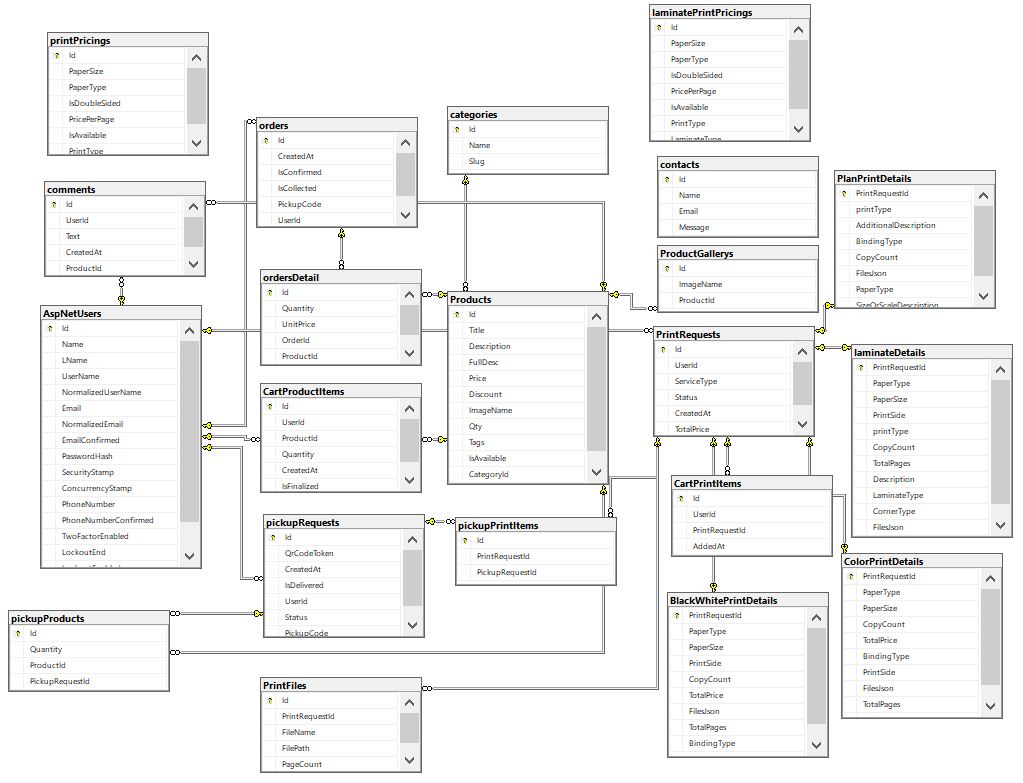 printPricings
Id
PaperSize
PaperType
IsDoubleSided
PricePerPage
IsAvailable
PrintType
laminatePrintPricings
Id
PaperSize
PaperType
IsDoubleSided
PricePerPage
IsAvailable
PrintType
LaminateType
orders
Id
CreatedAt
IsConfirmed
IsCollected
PickupCode
UserId
categories
Id
Name
Slug
comments
Id
UserId
Text
CreatedAt
ProductId
contacts
Id
Name
Email
Message
PlanPrintDetails
PrintRequestId
printType
AdditionalDescription
BindingType
CopyCount
FilesJson
PaperType
SizeOrScaleDescription
ProductGallerys
Id
ImageName
ProductId
ordersDetail
Id
Quantity
UnitPrice
OrderId
ProductId
Products
Id
Title
Description
FullDesc
Price
Discount
ImageName
Qty
Tags
IsAvailable
CategoryId
AspNetUsers
Id
Name
LName
UserName
NormalizedUserName
Email
NormalizedEmail
EmailConfirmed
PasswordHash
SecurityStamp
ConcurrencyStamp
PhoneNumber
PhoneNumberConfirmed
TwoFactorEnabled
LockoutEnd
PrintRequests
Id
UserId
ServiceType
Status
CreatedAt
TotalPrice
laminateDetails
PrintRequestId
PaperType
PaperSize
PrintSide
printType
CopyCount
TotalPages
Description
LaminateType
CornerType
FilesJson
CartProductItems
Id
UserId
ProductId
Quantity
CreatedAt
IsFinalized
CartPrintItems
Id
UserId
PrintRequestId
AddedAt
pickupRequests
Id
QrCodeToken
CreatedAt
IsDelivered
UserId
Status
PickupCode
pickupPrintItems
Id
PrintRequestId
PickupRequestId
ColorPrintDetails
PrintRequestId
PaperType
PaperSize
CopyCount
TotalPrice
BindingType
PrintSide
FilesJson
TotalPages
BlackWhitePrintDetails
PrintRequestId
PaperType
PaperSize
PrintSide
CopyCount
TotalPrice
FilesJson
TotalPages
BindingType
pickupProducts
Id
Quantity
ProductId
PickupRequestId
PrintFiles
Id
PrintRequestId
FileName
FilePath
PageCount